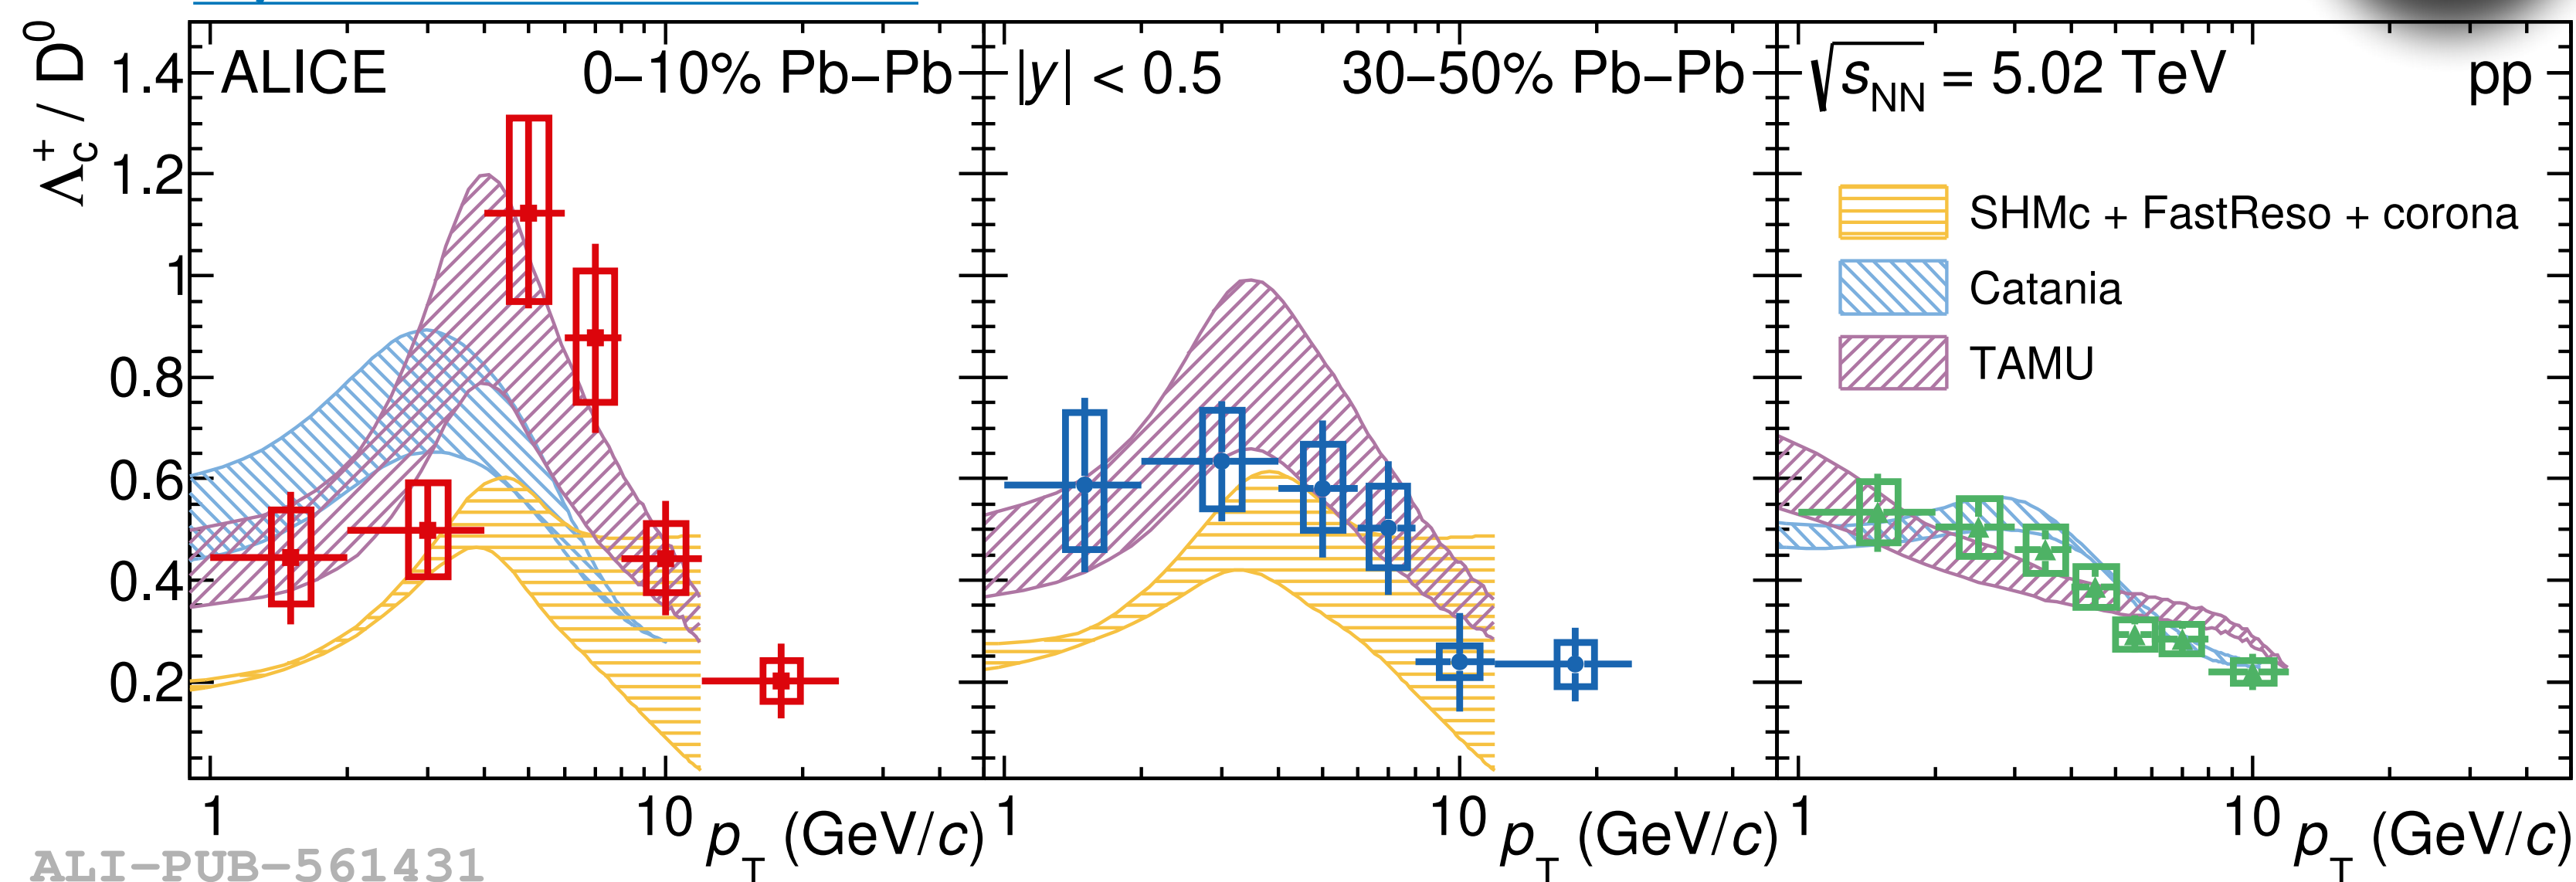 Λc+ / D0
1.4
1.2
1
0.8
0.6
0.4
0.2
ALICE
0–10% Pb–Pb
|y| < 0.5
30–50% Pb–Pb
√sNN = 5.02 TeV
pp
SHMc + FastReso + corona
Catania
TAMU
1 10 pT (GeV/c)
1 10 pT (GeV/c)
1 10 pT (GeV/c)
ALI-PUB-561431